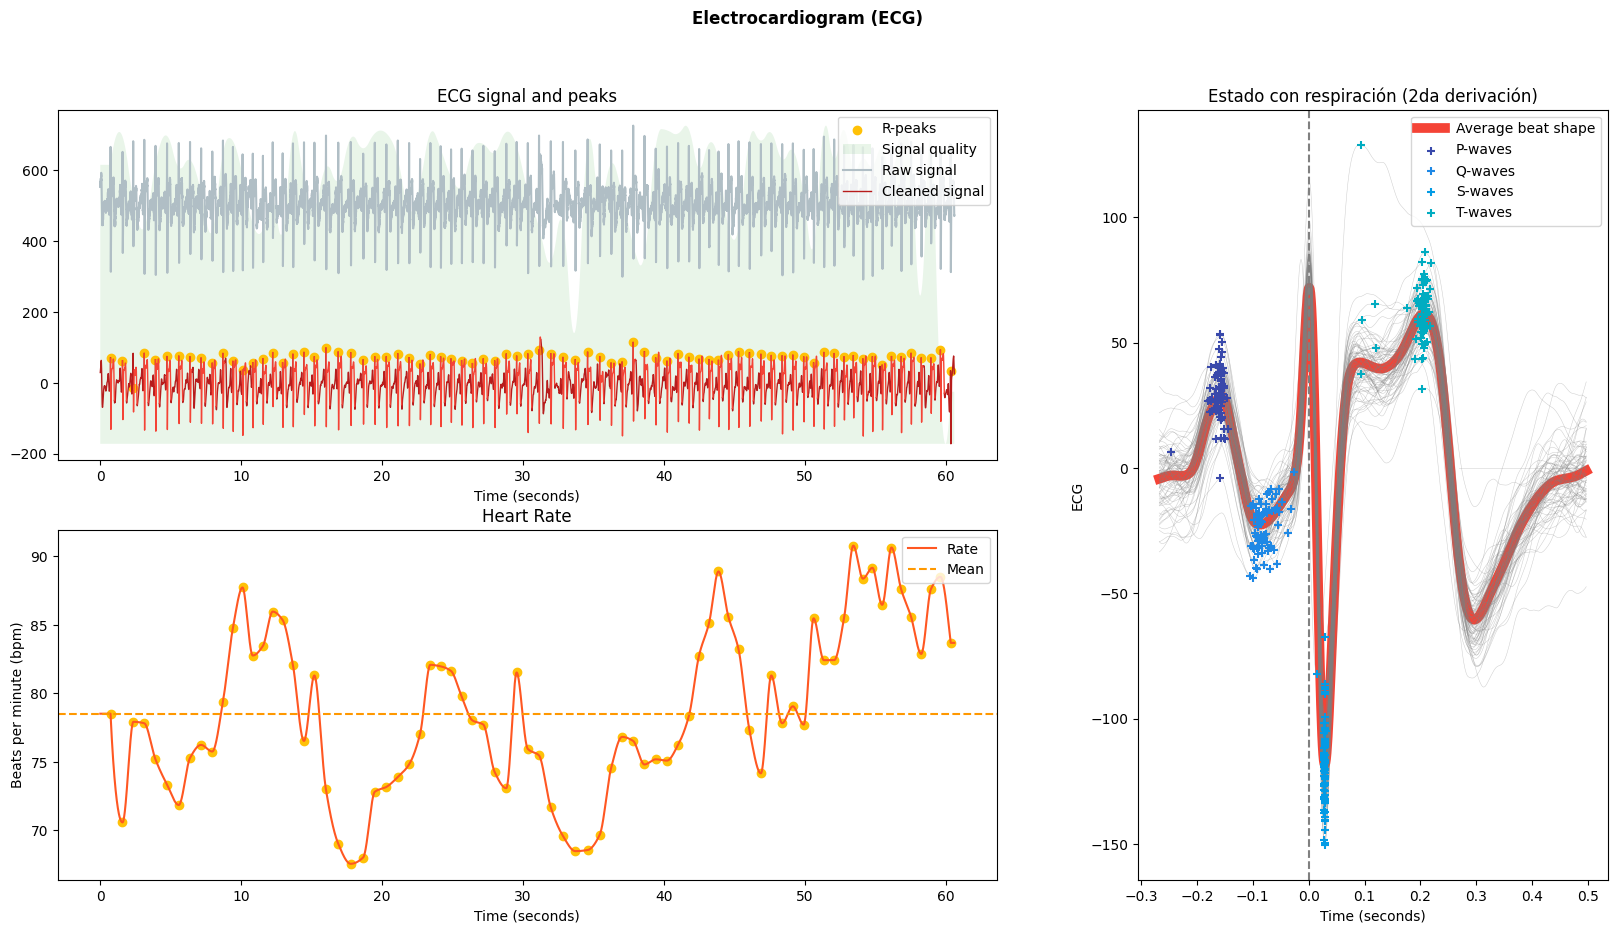 Electrocardiogram (ECG)
ECG signal and peaks
R-peaks
Signal quality
Raw signal
Cleaned signal
600
400
200
0
−200
0 10 20 30 40 50 60
Time (seconds)
Heart Rate
Rate
Mean
Beats per minute (bpm)
90
85
80
75
70
0 10 20 30 40 50 60
Time (seconds)
Estado con respiración (2da derivación)
Average beat shape
P-waves
Q-waves
S-waves
T-waves
ECG
100
50
0
−50
−100
−150
−0.3 −0.2 −0.1 0.0 0.1 0.2 0.3 0.4 0.5
Time (seconds)